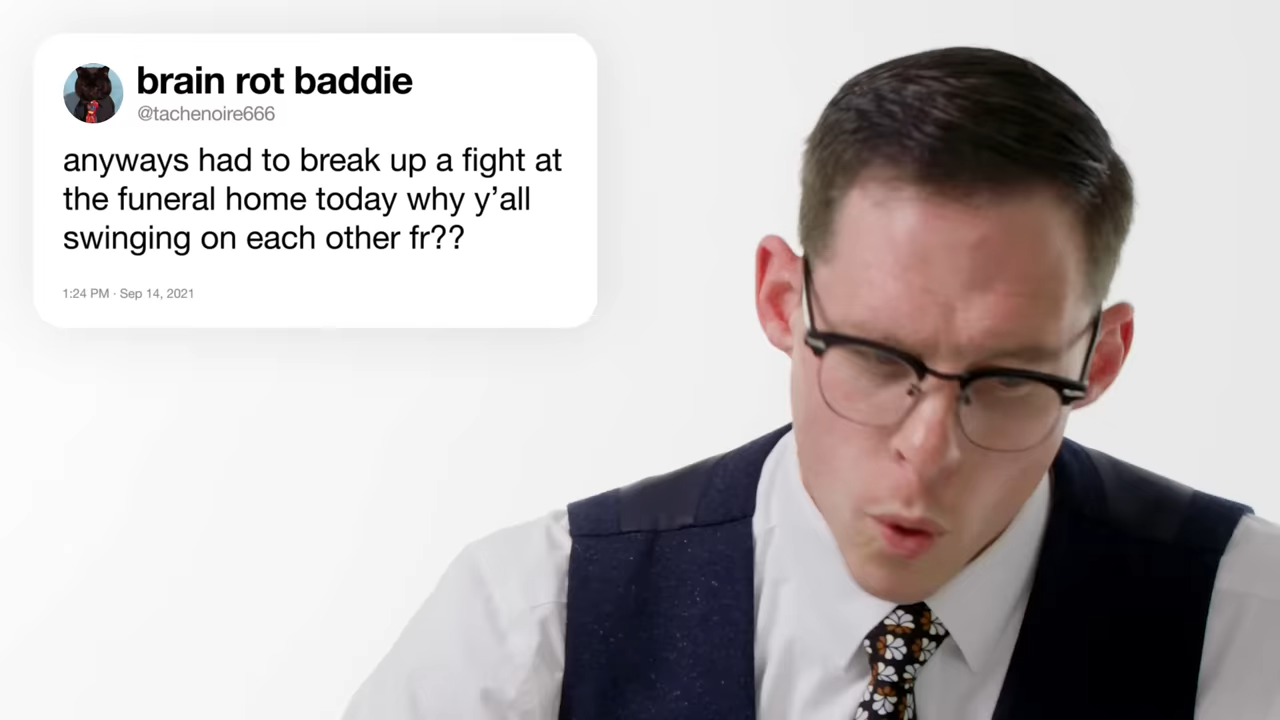 brain rot baddie
@tachenoire666
anyways had to break up a fight at
the funeral home today why y’all
swinging on each other fr??
1:24 PM · Sep 14, 2021